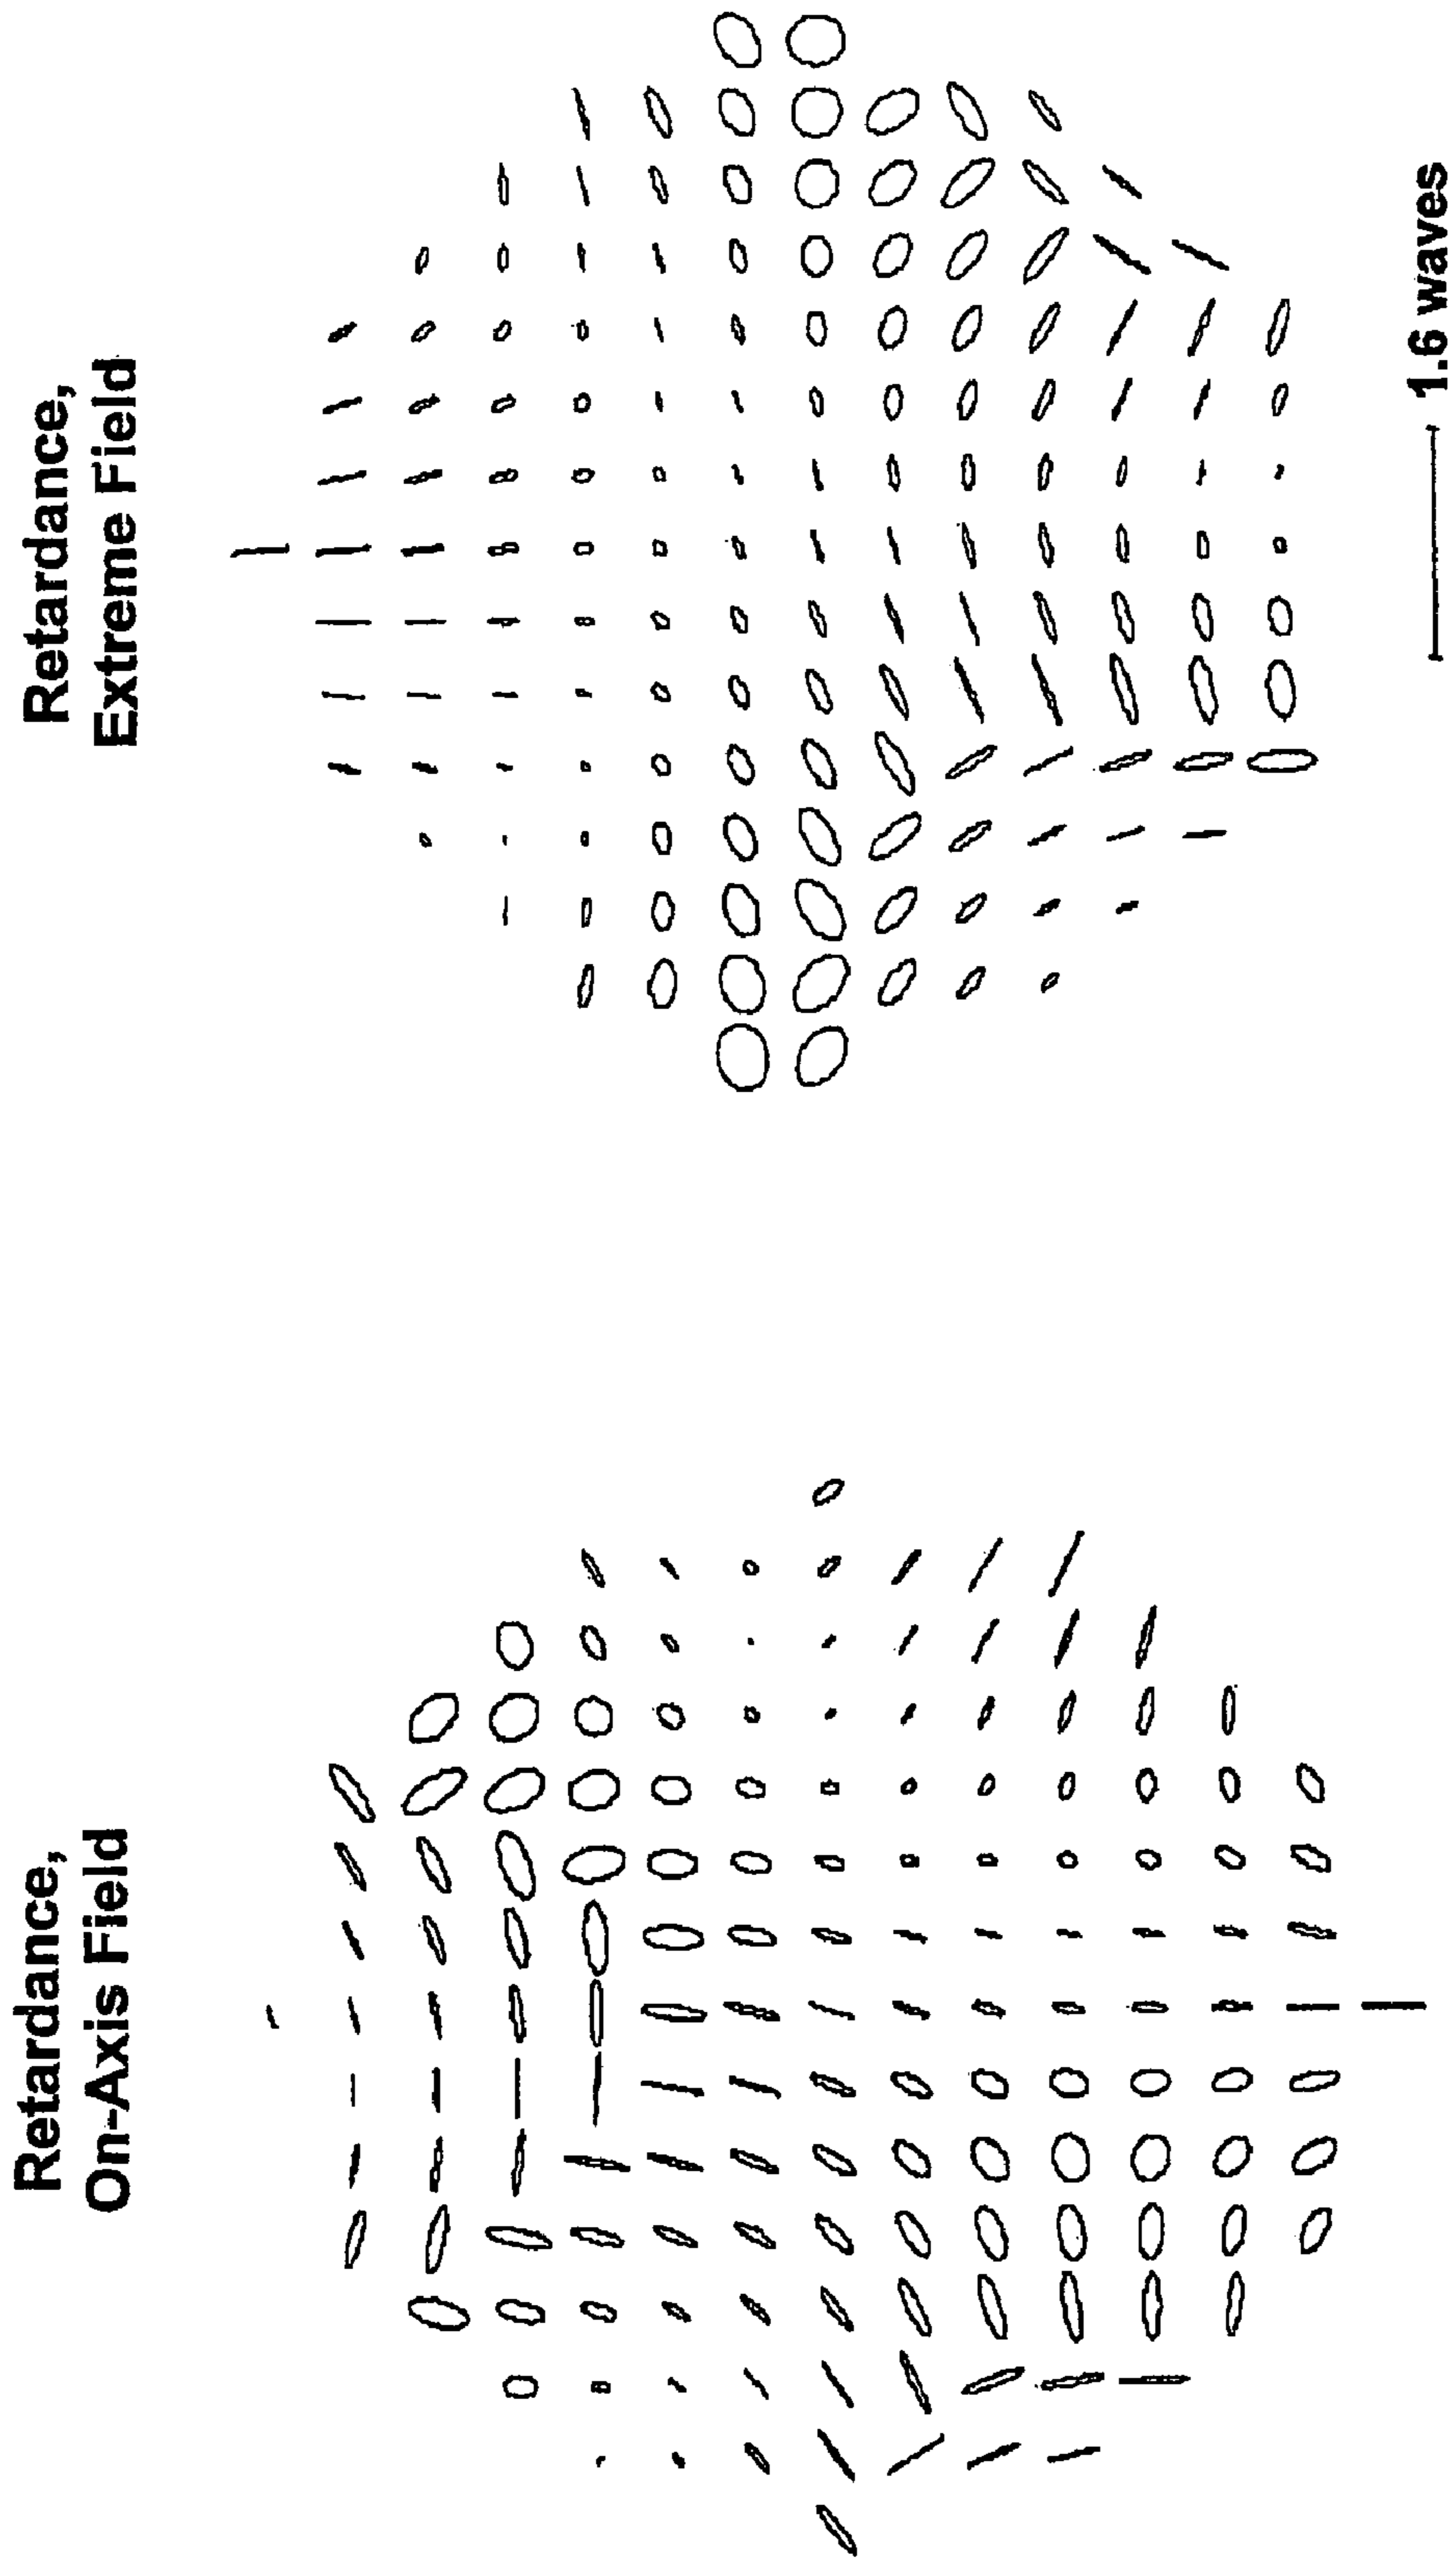 Retardance,
On-Axis Field
Retardance,
Extreme Field
1.6 waves